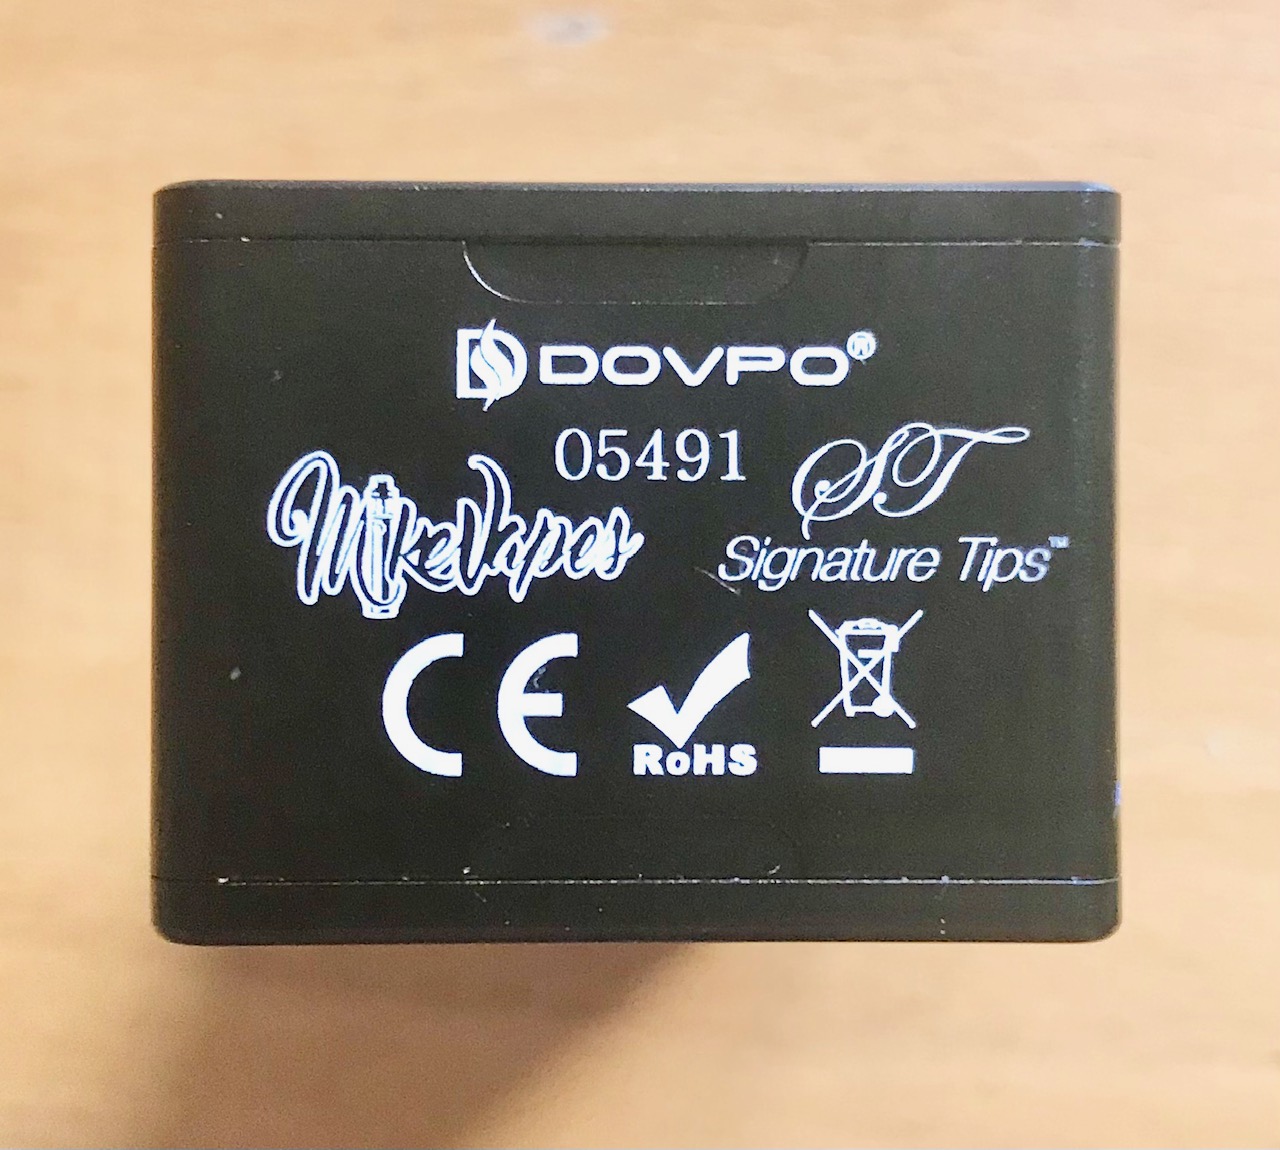 DOVPO®
05491
MikeVapes
ST
Signature Tips™
CE
RoHS